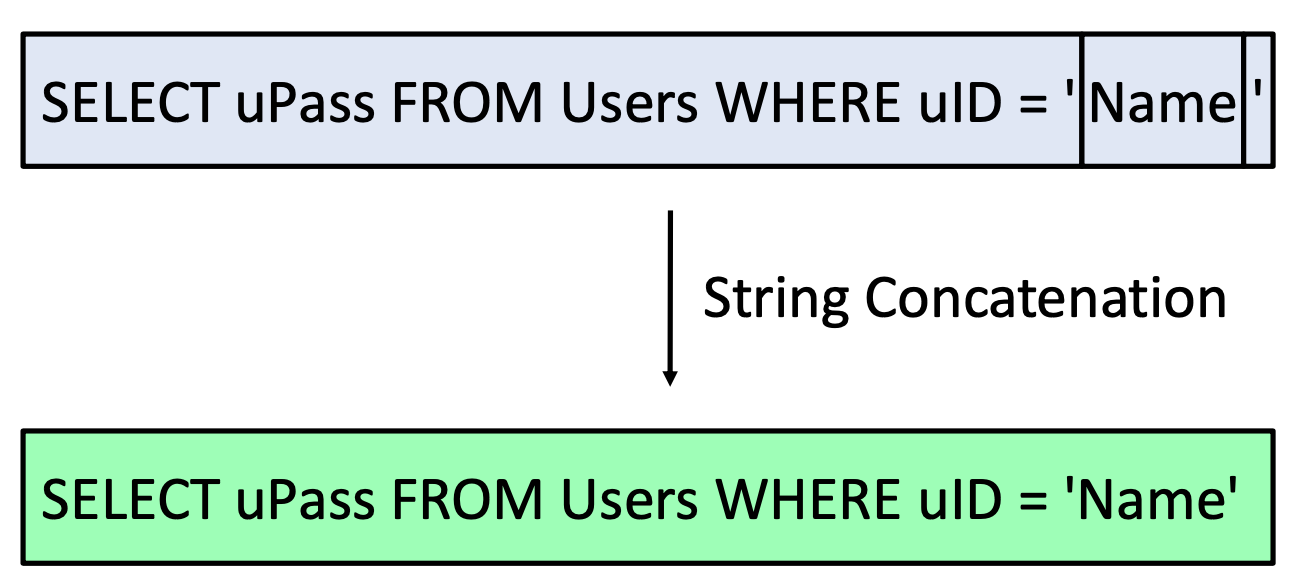 SELECT uPass FROM Users WHERE uID = 'Name'
String Concatenation
SELECT uPass FROM Users WHERE uID = 'Name'